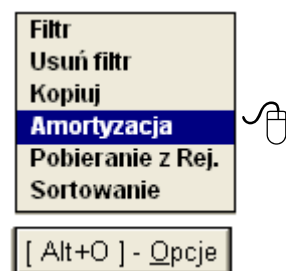 Filtr
Usuń filtr
Kopiuj
Amortyzacja
Pobieranie z Rej.
Sortowanie
[ Alt+O ] - Opcje